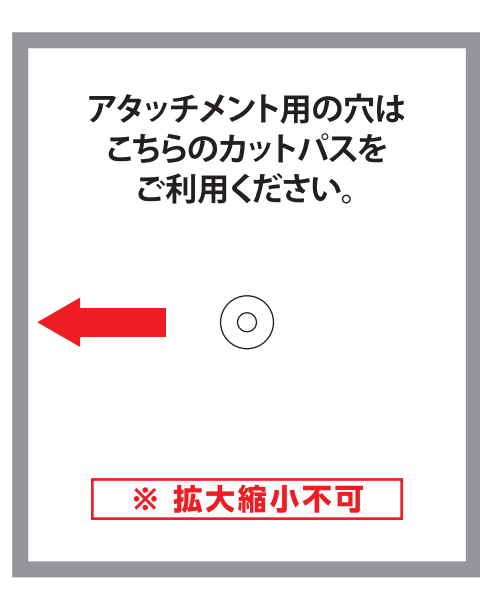 アタッチメント用の穴は
こちらのカットパスを
ご利用ください。
※ 拡大縮小不可